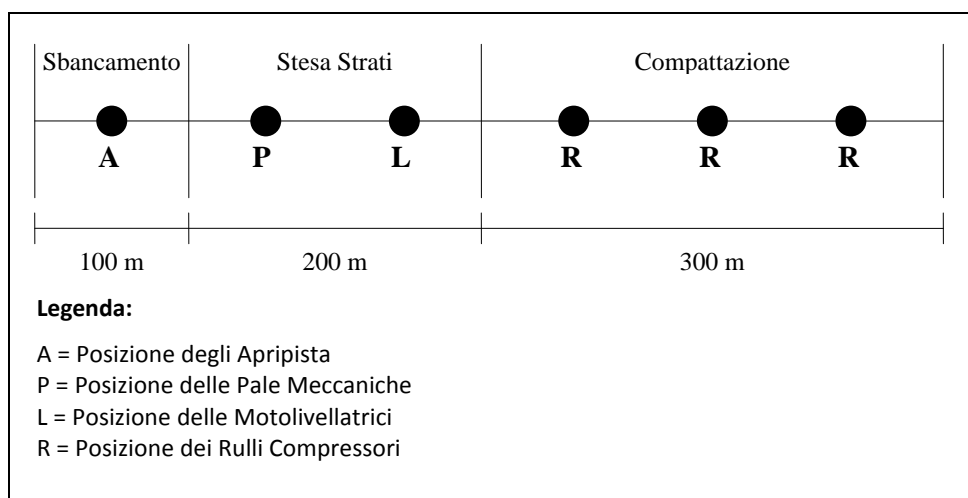 Sbancamento Stesa Strati Compattazione
A P L R R R
100 m 200 m 300 m
Legenda:
A = Posizione degli Apripista
P = Posizione delle Pale Meccaniche
L = Posizione delle Motolivellatrici
R = Posizione dei Rulli Compressori